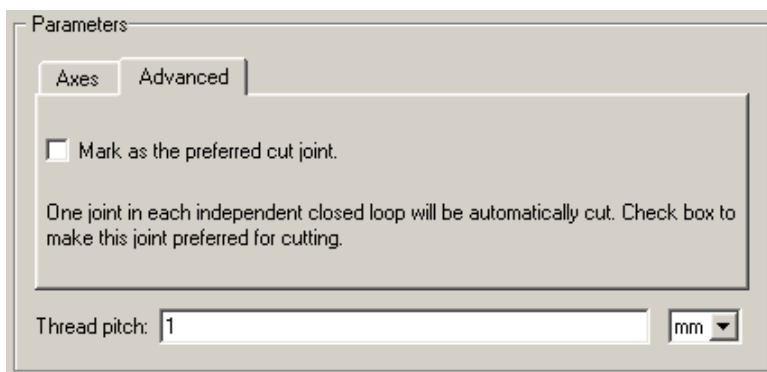 Parameters
Axes Advanced
Mark as the preferred cut joint.
One joint in each independent closed loop will be automatically cut. Check box to
make this joint preferred for cutting.
Thread pitch: 1 mm